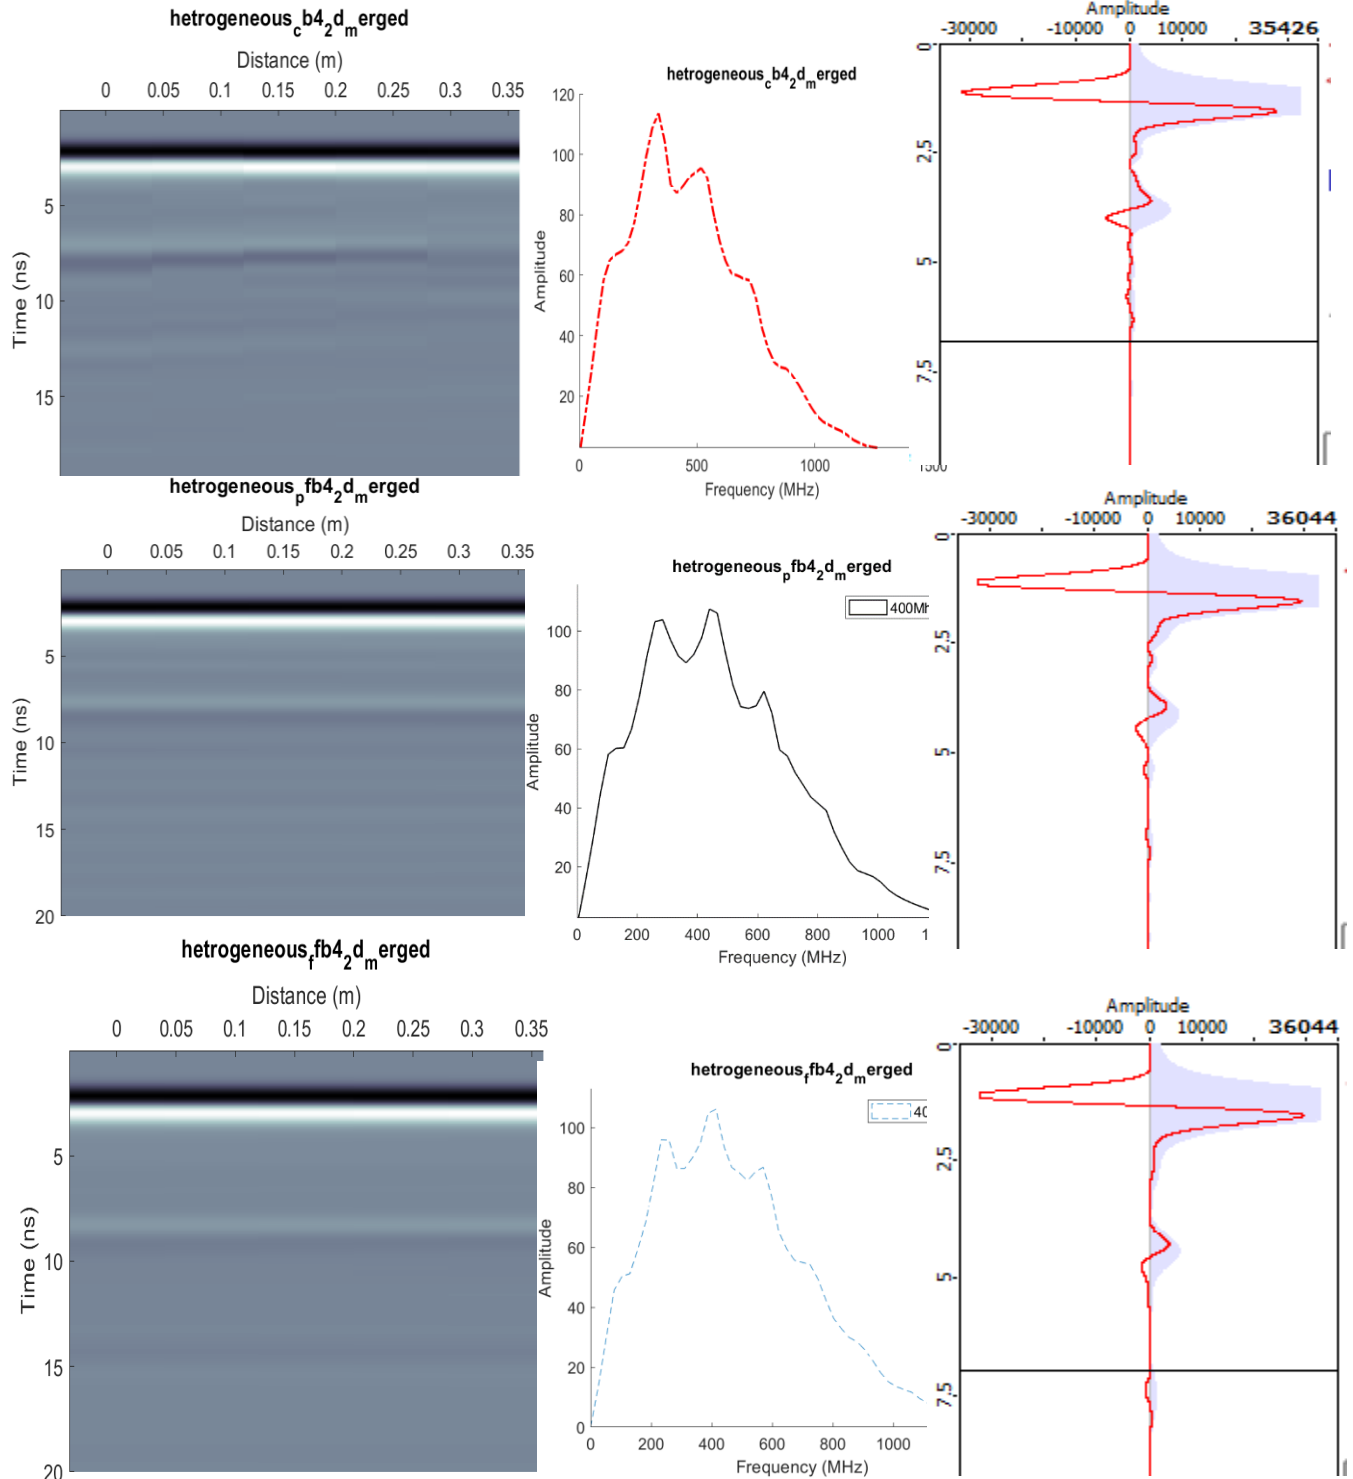 hetrogeneous_cb4_2d_merged
Distance (m)
0 0.05 0.1 0.15 0.2 0.25 0.3 0.35
Time (ns)
5
10
15
hetrogeneous_cb4_2d_merged
Amplitude
120
100
80
60
40
20
0 500 1000
Frequency (MHz)
Amplitude
-30000 -10000 0 10000 35426
0
2.5
5
7.5
hetrogeneous_pfb4_2d_merged
Distance (m)
0 0.05 0.1 0.15 0.2 0.25 0.3 0.35
Time (ns)
5
10
15
20
hetrogeneous_pfb4_2d_merged
400Mh
Amplitude
100
80
60
40
20
0 200 400 600 800 1000 1
Frequency (MHz)
Amplitude
-30000 -10000 0 10000 36044
0
2.5
5
7.5
hetrogeneous_ffb4_2d_merged
Distance (m)
0 0.05 0.1 0.15 0.2 0.25 0.3 0.35
Time (ns)
5
10
15
20
hetrogeneous_ffb4_2d_merged
40
Amplitude
100
80
60
40
20
0
0 200 400 600 800 1000
Frequency (MHz)
Amplitude
-30000 -10000 0 10000 36044
0
2.5
5
7.5